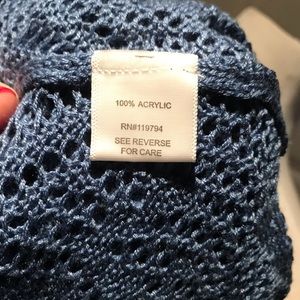 100% ACRYLIC
RN#119794
SEE REVERSE
FOR CARE